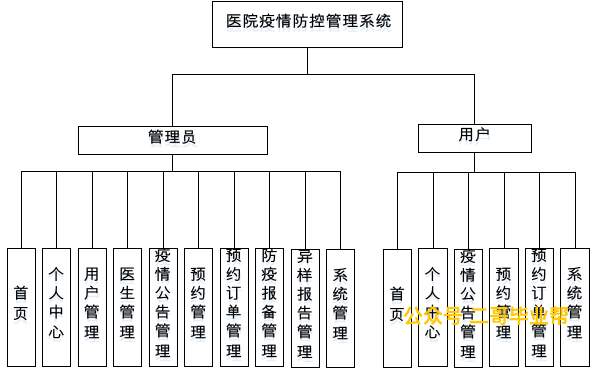 医院疫情防控管理系统
管理员
用户
首页
个人中心
用户管理
医生管理
疫情公告管理
预约管理
预约订单管理
防疫报备管理
异样报告管理
系统管理
首页
个人中心
疫情公告管理
预约管理
预约订单管理
系统管理
公众号:二哥毕业帮